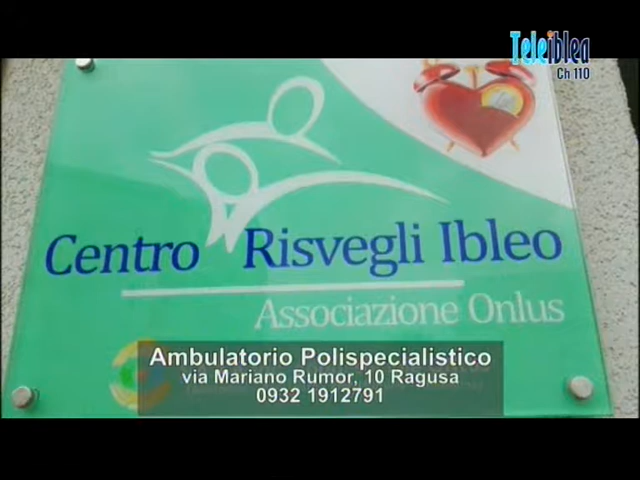 Teleiblea
Ch 110
Centro Risvegli Ibleo
Associazione Onlus
Ambulatorio Polispecialistico
via Mariano Rumor, 10 Ragusa
0932 1912791